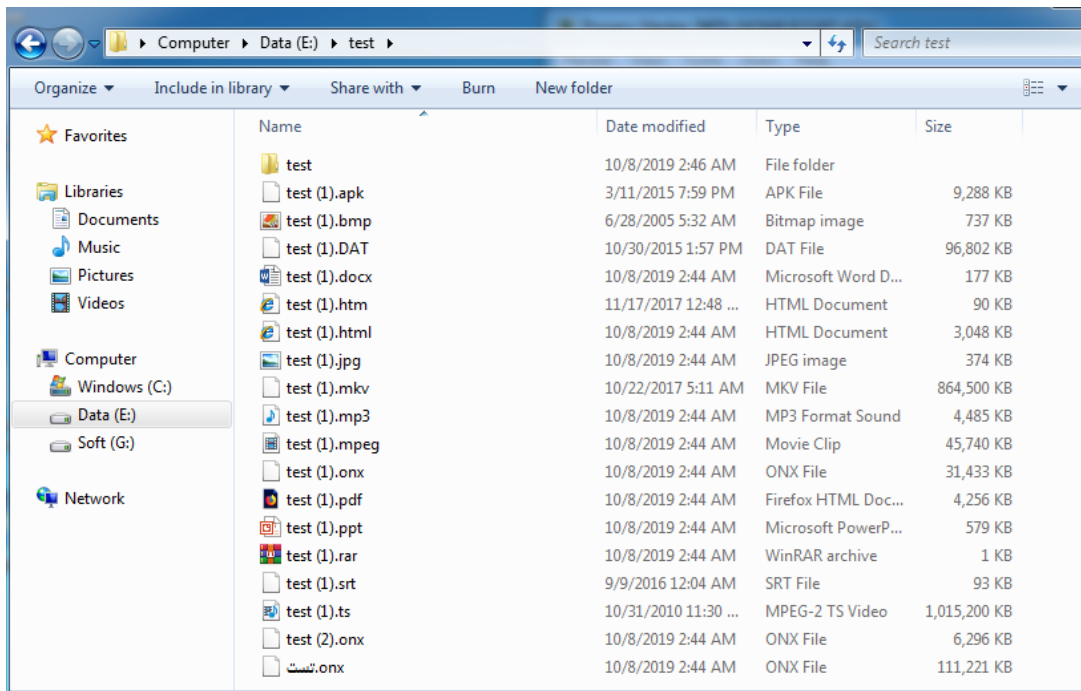 Computer Data (E:) test Search test
Organize Include in library Share with Burn New folder
Favorites
Libraries
Documents
Music
Pictures
Videos
Computer
Windows (C:)
Data (E:)
Soft (G:)
Network
Name Date modified Type Size
test 10/8/2019 2:46 AM File folder
test (1).apk 3/11/2015 7:59 PM APK File 9,288 KB
test (1).bmp 6/28/2005 5:32 AM Bitmap image 737 KB
test (1).DAT 10/30/2015 1:57 PM DAT File 96,802 KB
test (1).docx 10/8/2019 2:44 AM Microsoft Word D... 177 KB
test (1).htm 11/17/2017 12:48 ... HTML Document 90 KB
test (1).html 10/8/2019 2:44 AM HTML Document 3,048 KB
test (1).jpg 10/8/2019 2:44 AM JPEG image 374 KB
test (1).mkv 10/22/2017 5:11 AM MKV File 864,500 KB
test (1).mp3 10/8/2019 2:44 AM MP3 Format Sound 4,485 KB
test (1).mpeg 10/8/2019 2:44 AM Movie Clip 45,740 KB
test (1).onx 10/8/2019 2:44 AM ONX File 31,433 KB
test (1).pdf 10/8/2019 2:44 AM Firefox HTML Doc... 4,256 KB
test (1).ppt 10/8/2019 2:44 AM Microsoft PowerP... 579 KB
test (1).rar 10/8/2019 2:44 AM WinRAR archive 1 KB
test (1).srt 9/9/2016 12:04 AM SRT File 93 KB
test (1).ts 10/31/2010 11:30 ... MPEG-2 TS Video 1,015,200 KB
test (2).onx 10/8/2019 2:44 AM ONX File 6,296 KB
تست.onx 10/8/2019 2:44 AM ONX File 111,221 KB